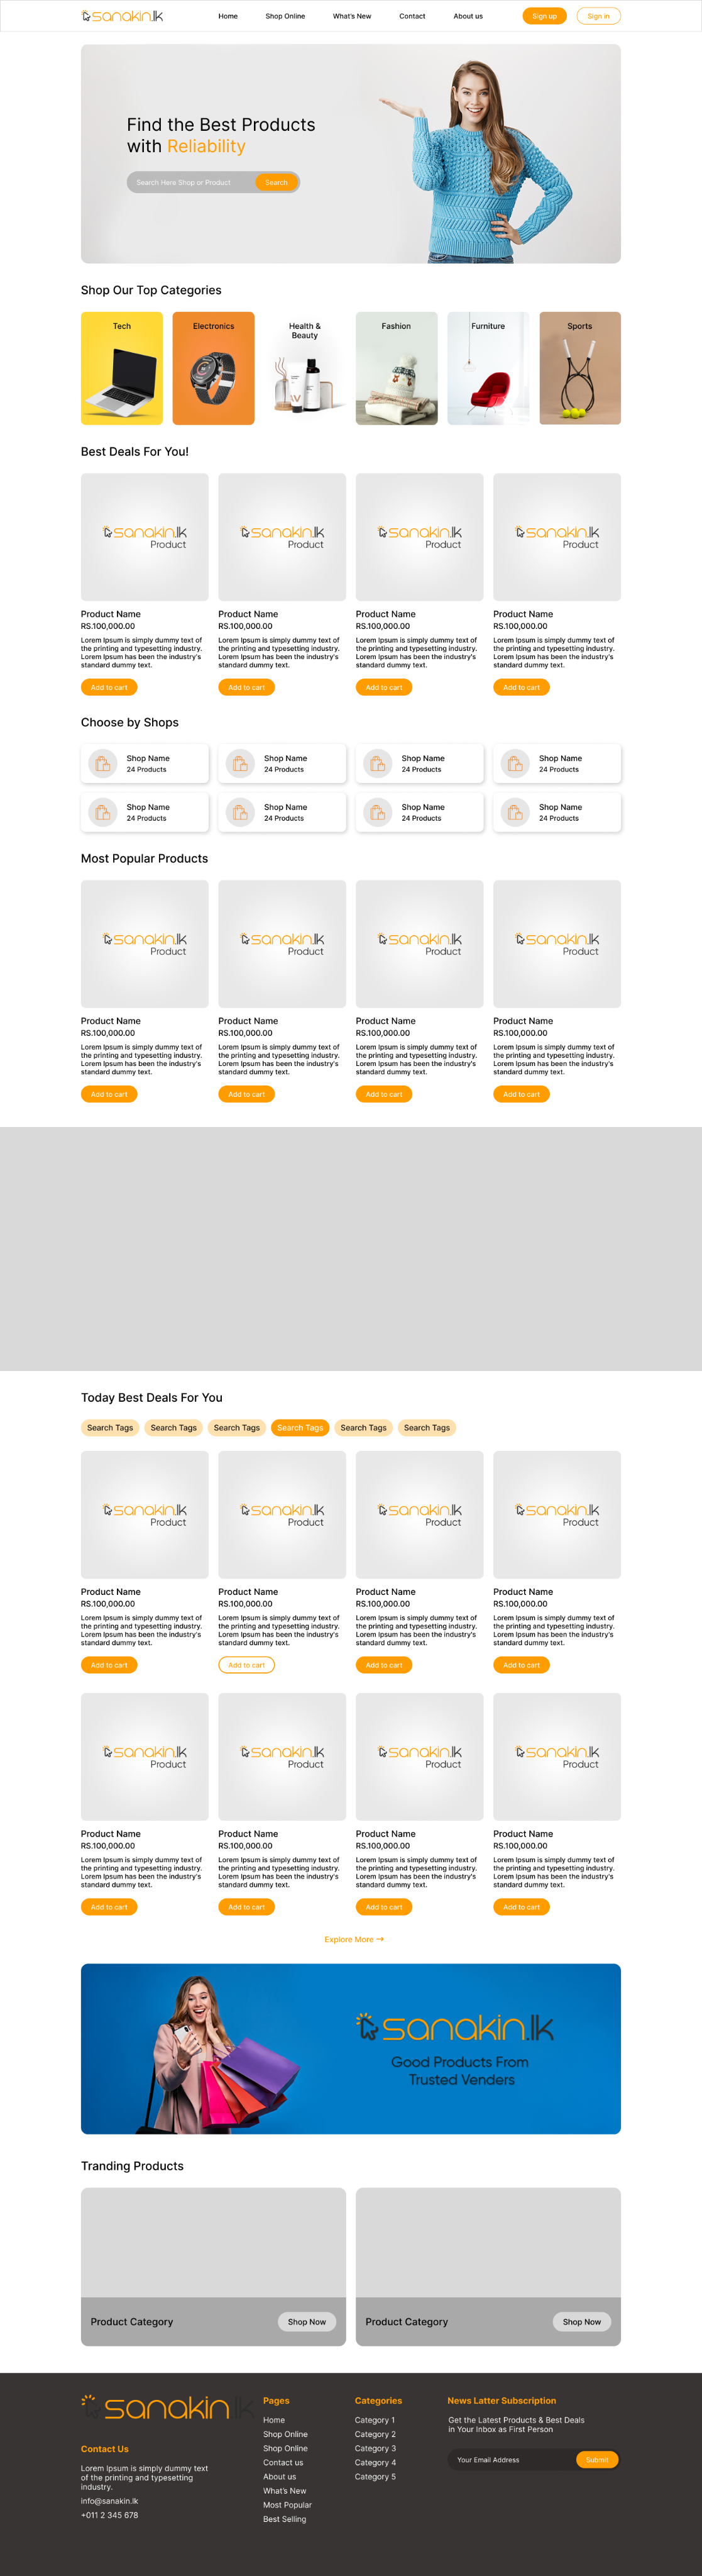 sanakin.lk
Home Shop Online What's New Contact About us Sign up Sign in
Find the Best Products
with Reliability
Search Here Shop or Product Search
Shop Our Top Categories
Tech
Electronics
Health &
Beauty
Fashion
Furniture
Sports
Best Deals For You!
sanakin.lk sanakin.lk sanakin.lk sanakin.lk
Product Product Product Product
Product Name Product Name Product Name Product Name
RS.100,000.00 RS.100,000.00 RS.100,000.00 RS.100,000.00
Lorem Ipsum is simply dummy text of Lorem Ipsum is simply dummy text of Lorem Ipsum is simply dummy text of Lorem Ipsum is simply dummy text of
the printing and typesetting industry. the printing and typesetting industry. the printing and typesetting industry. the printing and typesetting industry.
Lorem Ipsum has been the industry's Lorem Ipsum has been the industry's Lorem Ipsum has been the industry's Lorem Ipsum has been the industry's
standard dummy text. standard dummy text. standard dummy text. standard dummy text.
Add to cart Add to cart Add to cart Add to cart
Choose by Shops
Shop Name Shop Name Shop Name Shop Name
24 Products 24 Products 24 Products 24 Products
Shop Name Shop Name Shop Name Shop Name
24 Products 24 Products 24 Products 24 Products
Most Popular Products
sanakin.lk sanakin.lk sanakin.lk sanakin.lk
Product Product Product Product
Product Name Product Name Product Name Product Name
RS.100,000.00 RS.100,000.00 RS.100,000.00 RS.100,000.00
Lorem Ipsum is simply dummy text of Lorem Ipsum is simply dummy text of Lorem Ipsum is simply dummy text of Lorem Ipsum is simply dummy text of
the printing and typesetting industry. the printing and typesetting industry. the printing and typesetting industry. the printing and typesetting industry.
Lorem Ipsum has been the industry's Lorem Ipsum has been the industry's Lorem Ipsum has been the industry's Lorem Ipsum has been the industry's
standard dummy text. standard dummy text. standard dummy text. standard dummy text.
Add to cart Add to cart Add to cart Add to cart
Today Best Deals For You
Search Tags Search Tags Search Tags Search Tags Search Tags Search Tags
sanakin.lk sanakin.lk sanakin.lk sanakin.lk
Product Product Product Product
Product Name Product Name Product Name Product Name
RS.100,000.00 RS.100,000.00 RS.100,000.00 RS.100,000.00
Lorem Ipsum is simply dummy text of Lorem Ipsum is simply dummy text of Lorem Ipsum is simply dummy text of Lorem Ipsum is simply dummy text of
the printing and typesetting industry. the printing and typesetting industry. the printing and typesetting industry. the printing and typesetting industry.
Lorem Ipsum has been the industry's Lorem Ipsum has been the industry's Lorem Ipsum has been the industry's Lorem Ipsum has been the industry's
standard dummy text. standard dummy text. standard dummy text. standard dummy text.
Add to cart Add to cart Add to cart Add to cart
sanakin.lk sanakin.lk sanakin.lk sanakin.lk
Product Product Product Product
Product Name Product Name Product Name Product Name
RS.100,000.00 RS.100,000.00 RS.100,000.00 RS.100,000.00
Lorem Ipsum is simply dummy text of Lorem Ipsum is simply dummy text of Lorem Ipsum is simply dummy text of Lorem Ipsum is simply dummy text of
the printing and typesetting industry. the printing and typesetting industry. the printing and typesetting industry. the printing and typesetting industry.
Lorem Ipsum has been the industry's Lorem Ipsum has been the industry's Lorem Ipsum has been the industry's Lorem Ipsum has been the industry's
standard dummy text. standard dummy text. standard dummy text. standard dummy text.
Add to cart Add to cart Add to cart Add to cart
Explore More →
sanakin.lk
Good Products From
Trusted Venders
Tranding Products
Product Category Shop Now Product Category Shop Now
sanakin.lk
Contact Us
Lorem Ipsum is simply dummy text
of the printing and typesetting
industry.
info@sanakin.lk
+011 2 345 678
Pages
Home
Shop Online
Shop Online
Contact us
About us
What's New
Most Popular
Best Selling
Categories
Category 1
Category 2
Category 3
Category 4
Category 5
News Latter Subscription
Get the Latest Products & Best Deals
in Your Inbox as First Person
Your Email Address Submit